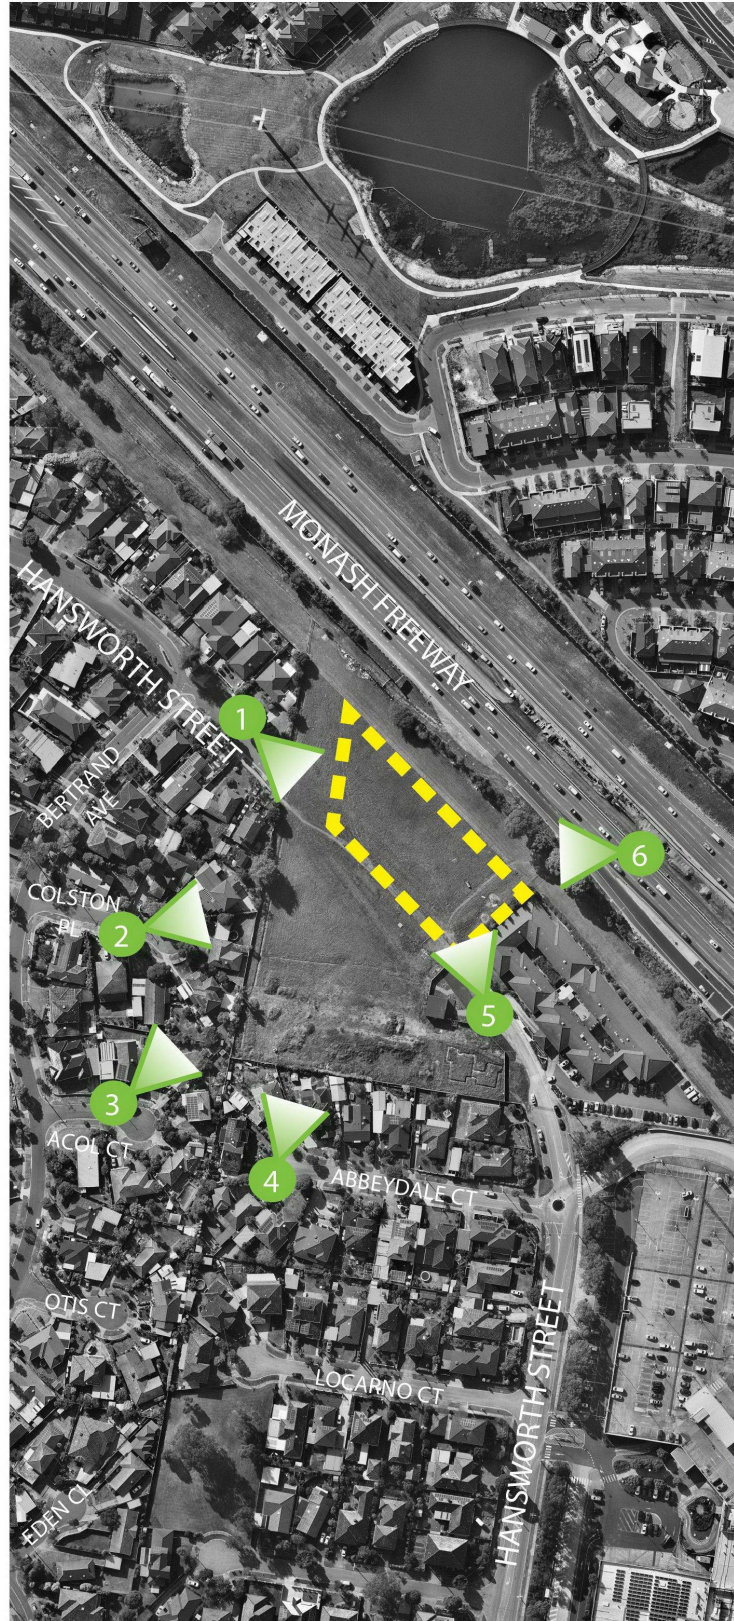 MONASH FREEWAY
HANSWORTH STREET
1
BERTRAND
AVE
6
COLSTON
PL
2
5
3
ACOL CT
4
ABBEYDALE CT
OTIS CT
HANSWORTH STREET
LOCARNO CT
EDEN CL